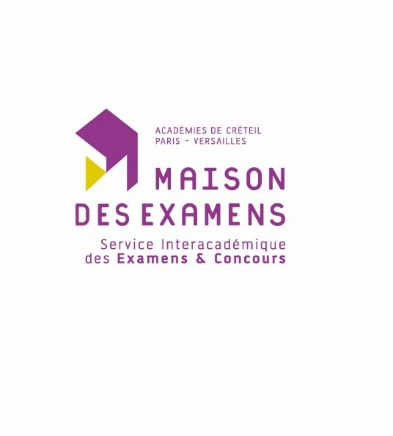 ACADÉMIES DE CRÉTEIL
PARIS - VERSAILLES
MAISON
DES EXAMENS
Service Interacadémique
des Examens & Concours